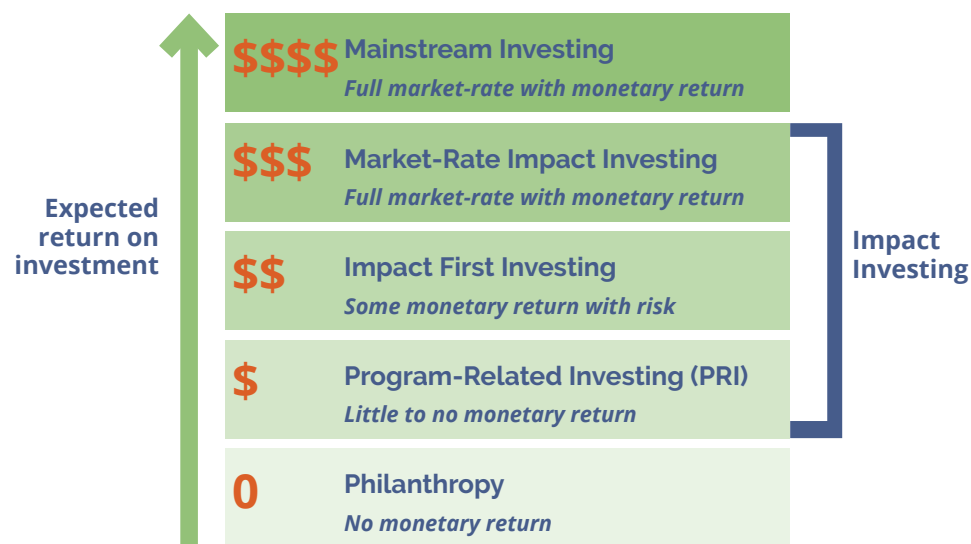 $$$$ Mainstream Investing
Full market-rate with monetary return
$$$ Market-Rate Impact Investing
Full market-rate with monetary return
Expected
return on
investment
$$ Impact First Investing
Some monetary return with risk
Impact
Investing
$ Program-Related Investing (PRI)
Little to no monetary return
0 Philanthropy
No monetary return